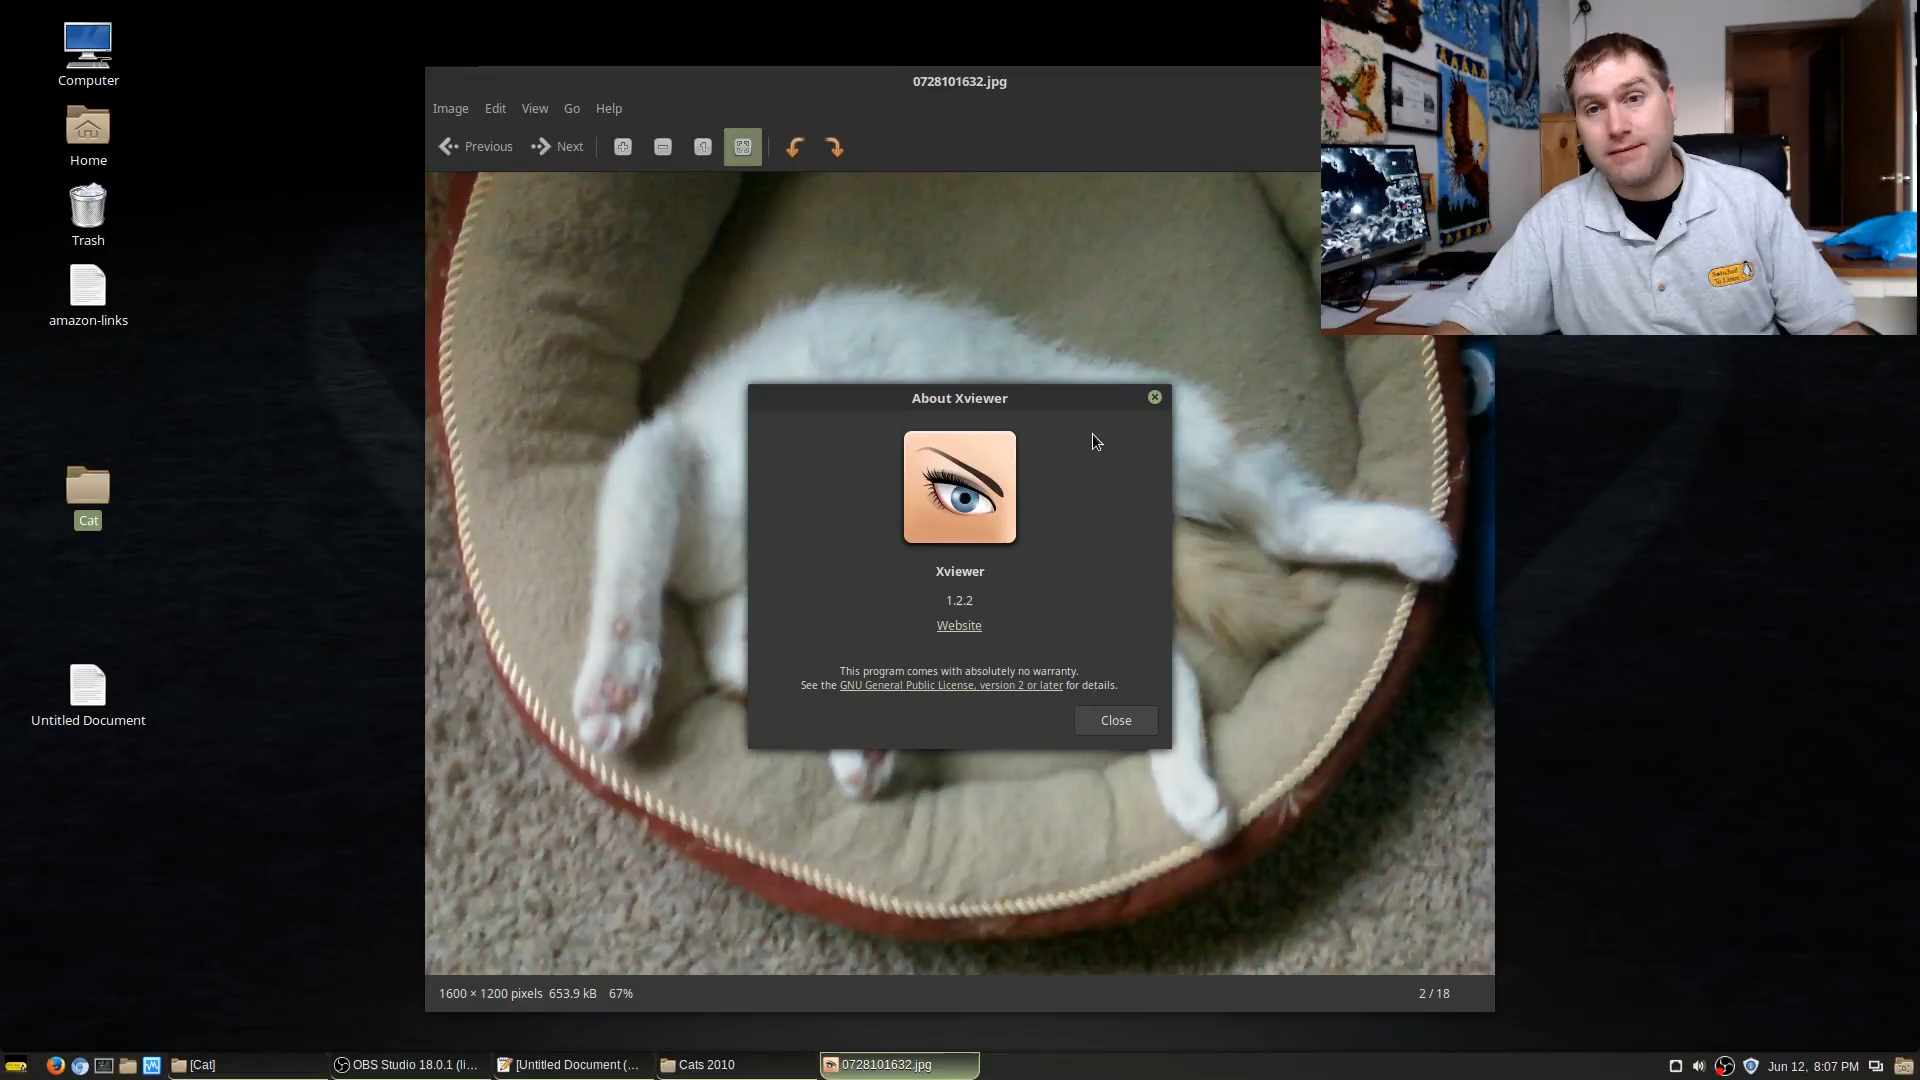 Computer
Home
Trash
amazon-links
Cat
Untitled Document
0728101632.jpg
Image Edit View Go Help
Previous Next
Switched
To Linux
About Xviewer
Xviewer
1.2.2
Website
This program comes with absolutely no warranty.
See the GNU General Public License, version 2 or later for details.
Close
1600 × 1200 pixels 653.9 kB 67%
2 / 18
[Cat]
OBS Studio 18.0.1 (li...
[Untitled Document (...
Cats 2010
0728101632.jpg
Jun 12, 8:07 PM